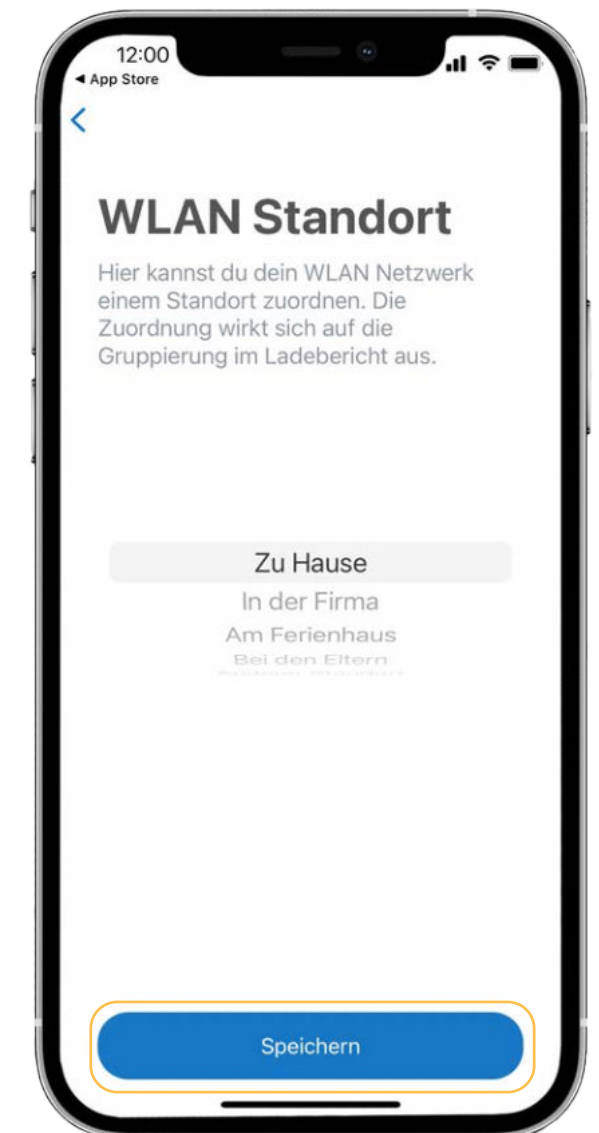 12:00
App Store
WLAN Standort
Hier kannst du dein WLAN Netzwerk
einem Standort zuordnen. Die
Zuordnung wirkt sich auf die
Gruppierung im Ladebericht aus.
Zu Hause
In der Firma
Am Ferienhaus
Bei den Eltern
Speichern